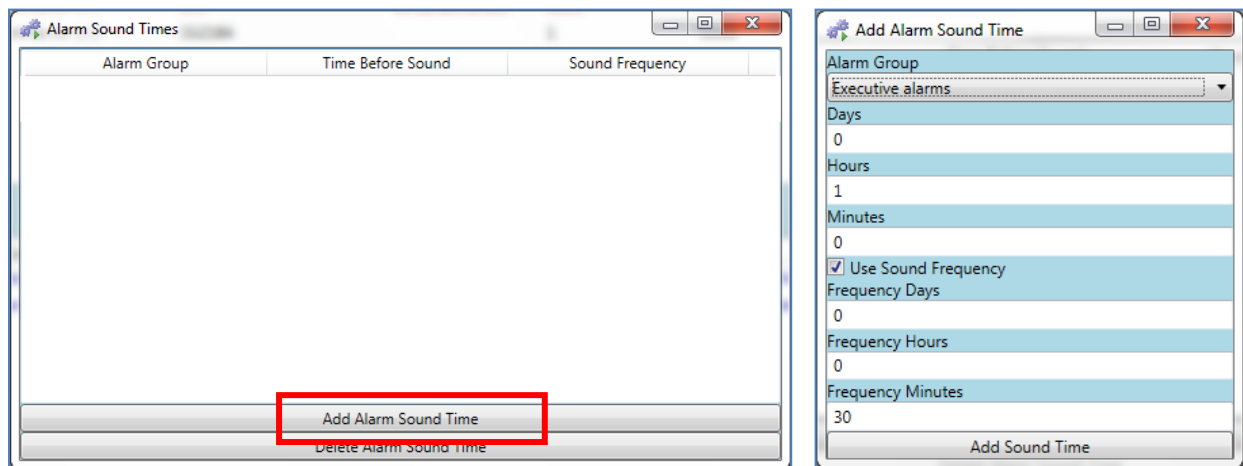 Alarm Sound Times
Alarm Group Time Before Sound Sound Frequency
Add Alarm Sound Time
Delete Alarm Sound Time
Add Alarm Sound Time
Alarm Group
Executive alarms
Days
0
Hours
1
Minutes
0
Use Sound Frequency
Frequency Days
0
Frequency Hours
0
Frequency Minutes
30
Add Sound Time